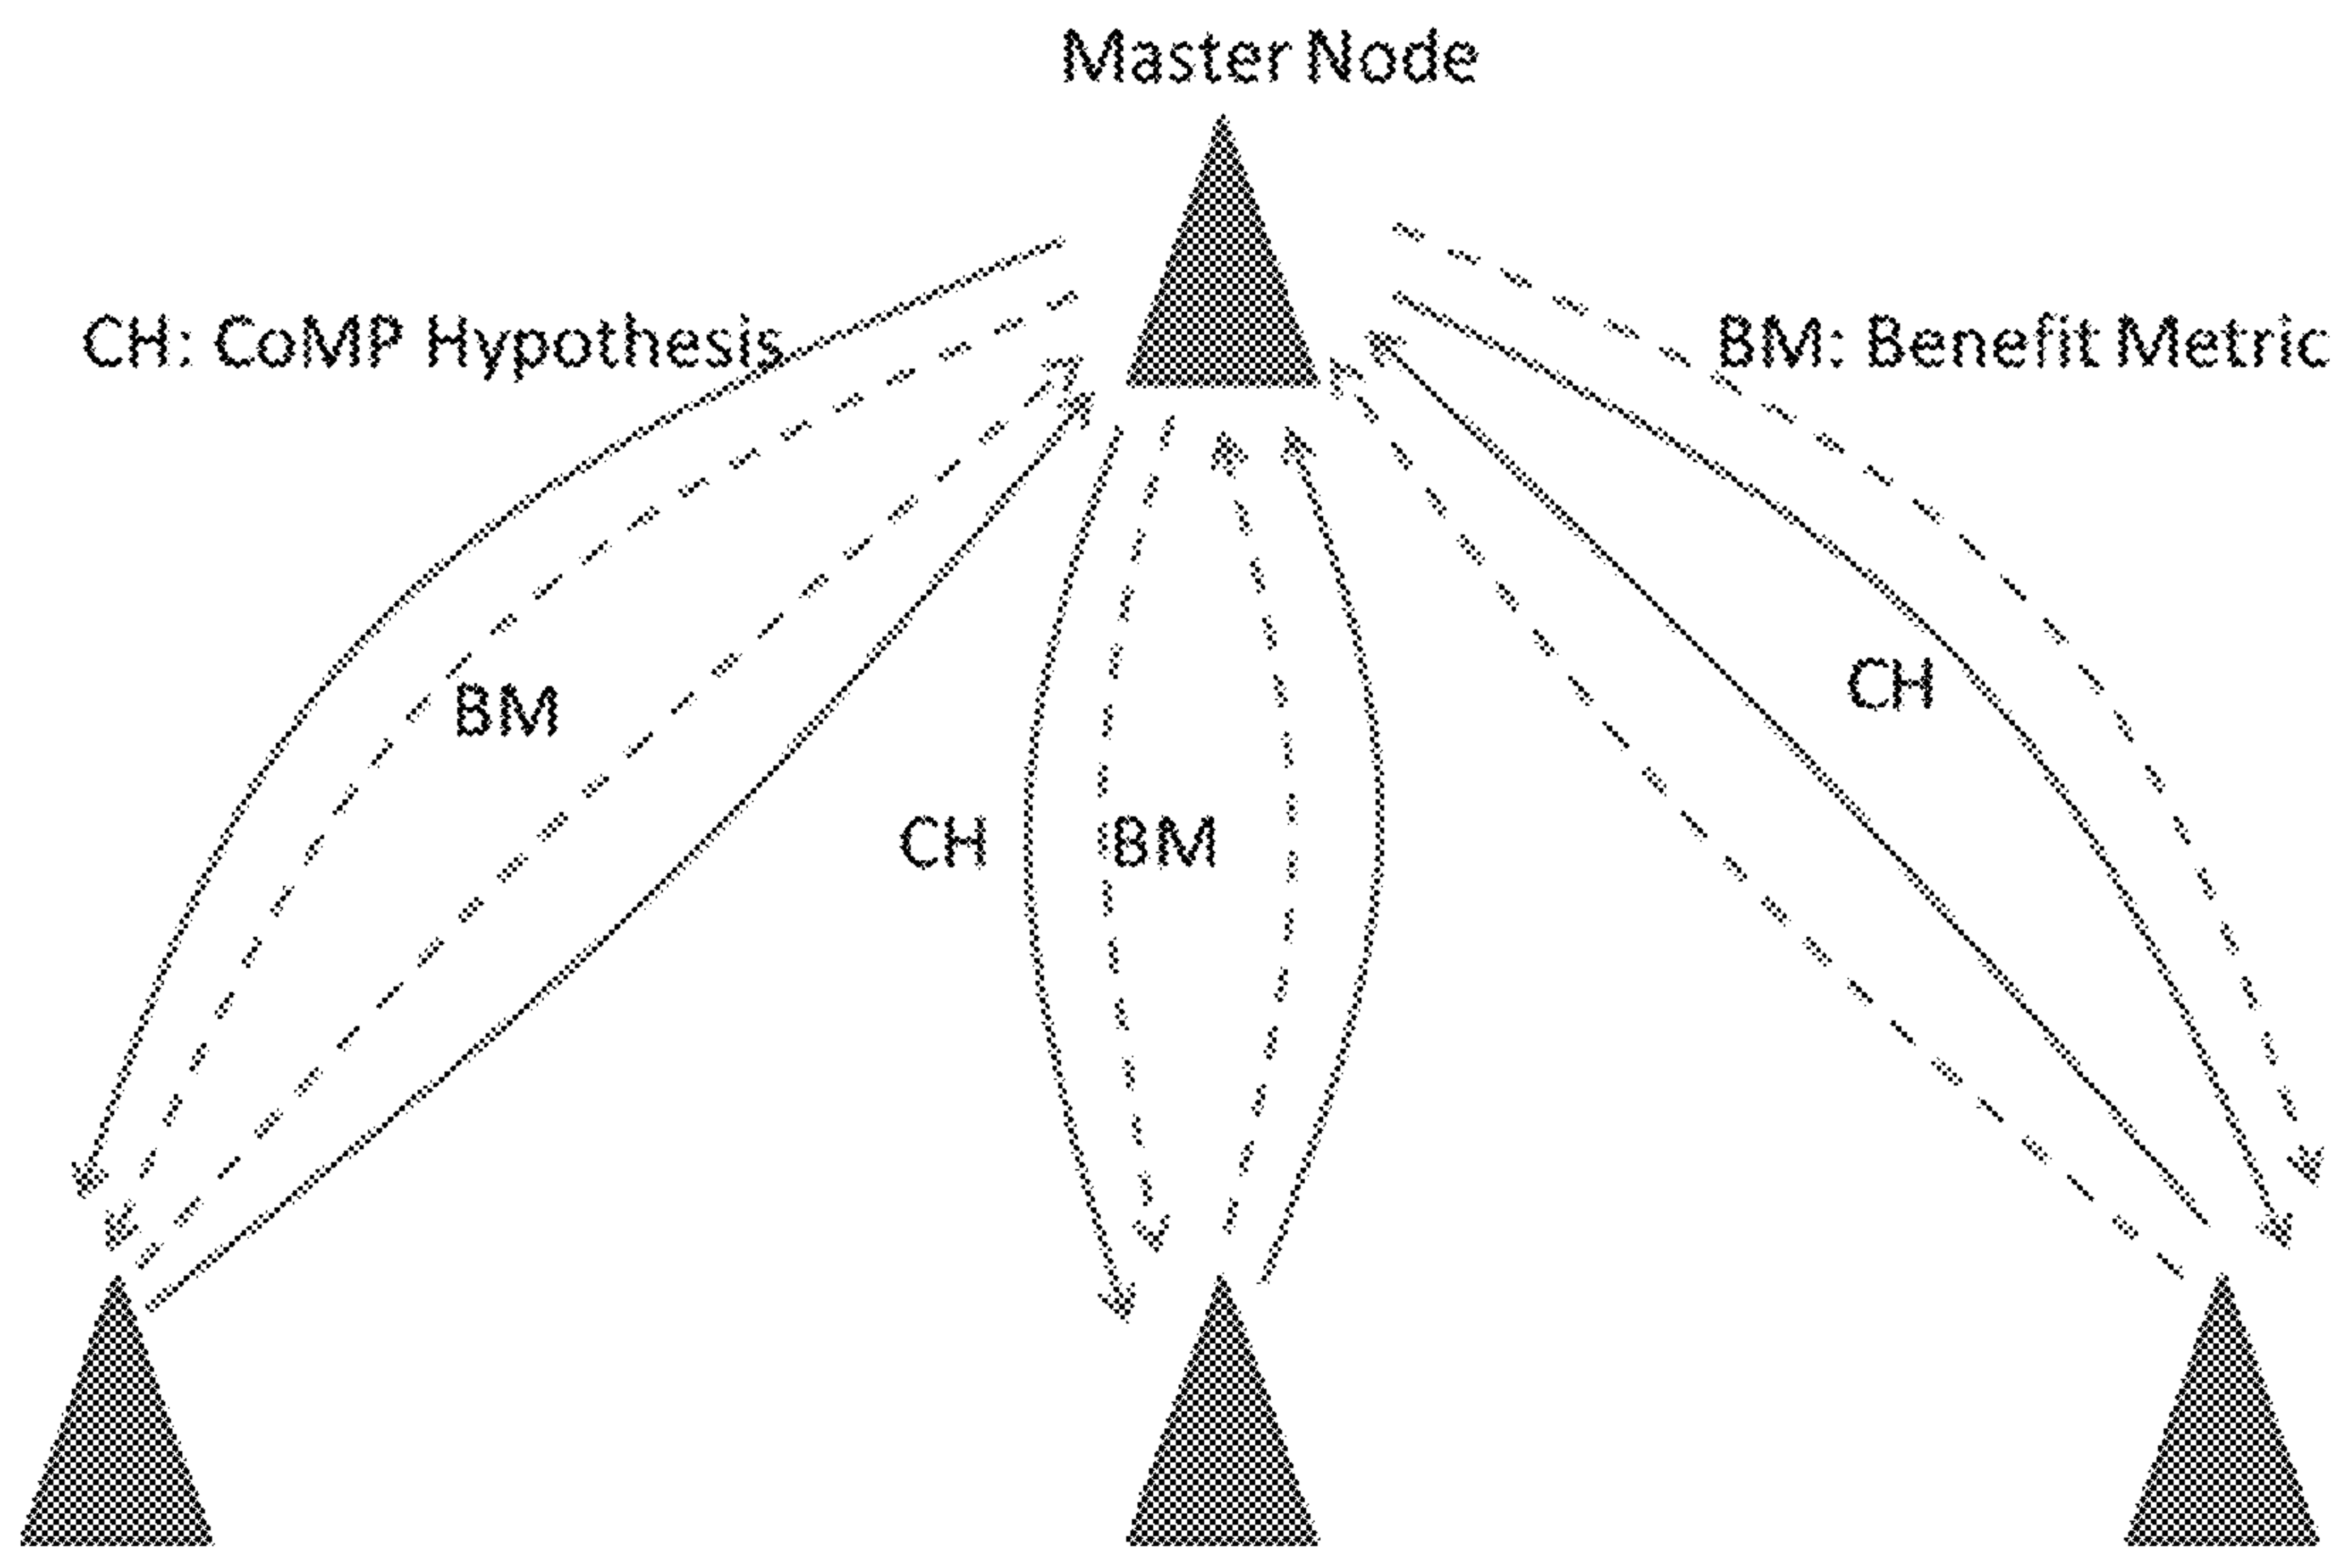 Master Node
CH: CoMP Hypothesis
BM: Benefit Metric
CH
BM
CH
BM